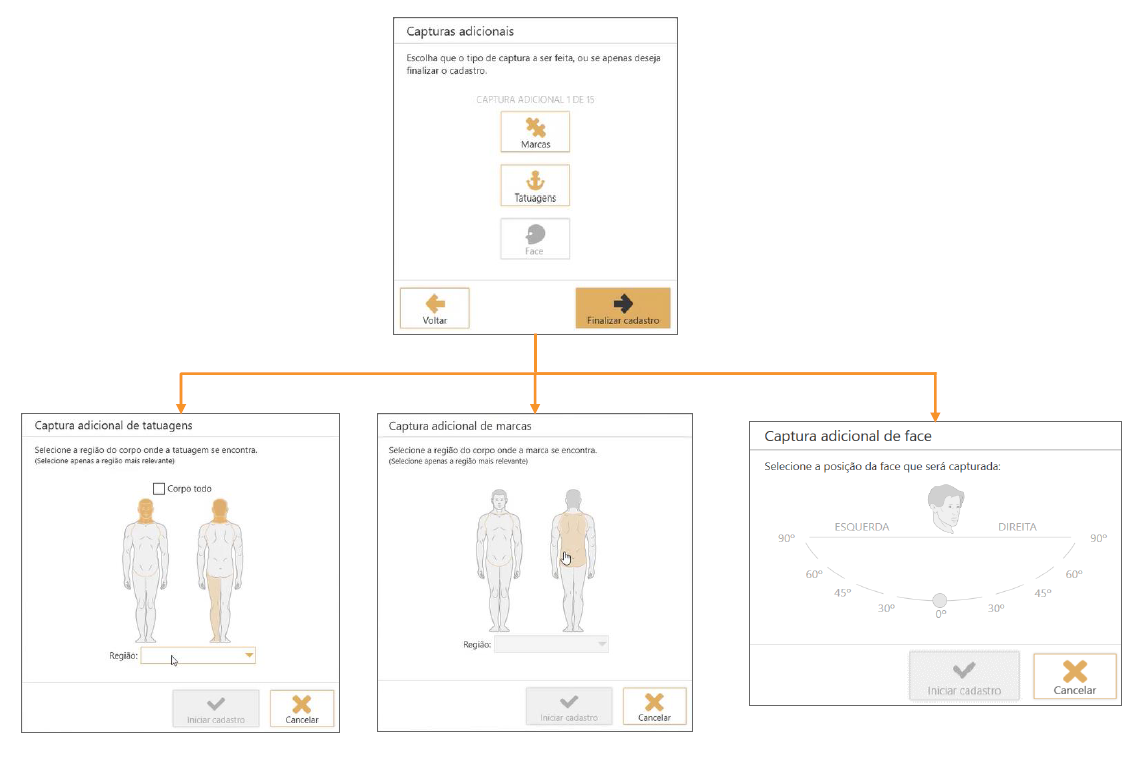 Capturas adicionais
Escolha que o tipo de captura a ser feita, ou se apenas deseja
finalizar o cadastro.
CAPTURA ADICIONAL 1 DE 15
Marcas
Tatuagens
Face
Voltar
Finalizar cadastro
Captura adicional de tatuagens
Selecione a região do corpo onde a tatuagem se encontra.
(Selecione apenas a região mais relevante)
Corpo todo
Região:
Iniciar cadastro
Cancelar
Captura adicional de marcas
Selecione a região do corpo onde a marca se encontra.
(Selecione apenas a região mais relevante)
Região:
Iniciar cadastro
Cancelar
Captura adicional de face
Selecione a posição da face que será capturada:
ESQUERDA DIREITA
90º 90º
60º 60º
45º 45º
30º 30º
0º
Iniciar cadastro
Cancelar